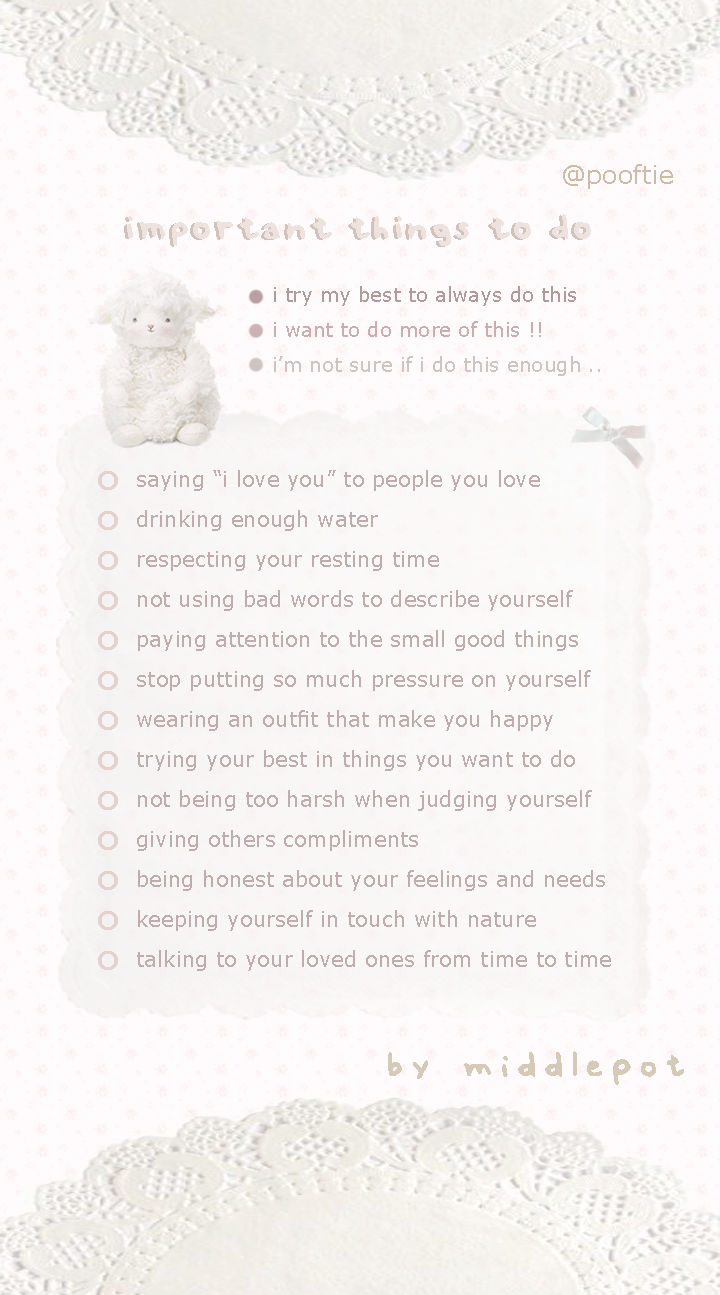 @pooftie
important things to do
i try my best to always do this
i want to do more of this !!
i’m not sure if i do this enough ..
saying “i love you” to people you love
drinking enough water
respecting your resting time
not using bad words to describe yourself
paying attention to the small good things
stop putting so much pressure on yourself
wearing an outfit that make you happy
trying your best in things you want to do
not being too harsh when judging yourself
giving others compliments
being honest about your feelings and needs
keeping yourself in touch with nature
talking to your loved ones from time to time
by middlepot